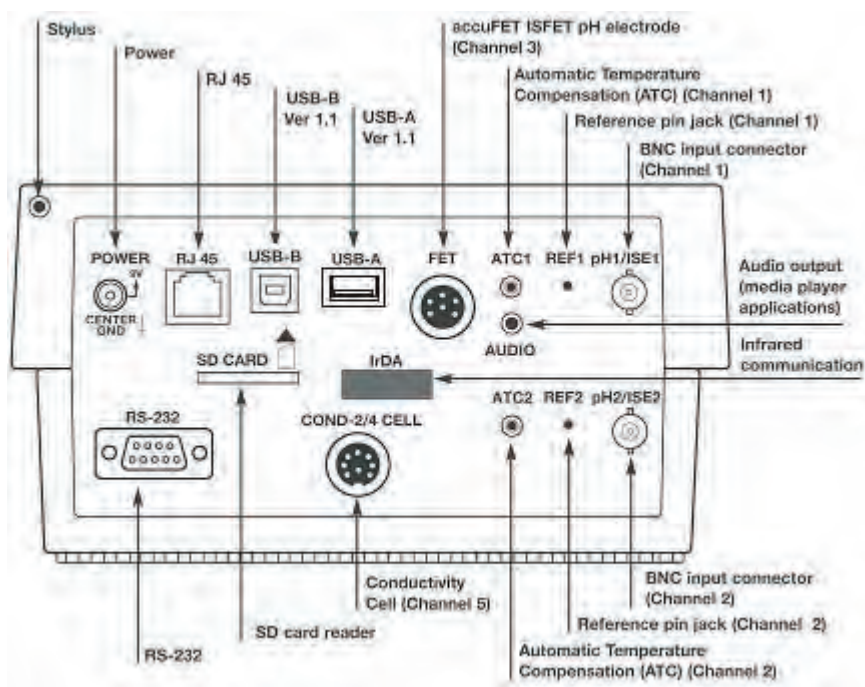 Stylus
Power
RJ 45
USB-B
Ver 1.1
USB-A
Ver 1.1
accuFET ISFET pH electrode
(Channel 3)
Automatic Temperature
Compensation (ATC) (Channel 1)
Reference pin jack (Channel 1)
BNC input connector
(Channel 1)
POWER
9V
CENTER
GND
RJ 45
USB-B
USB-A
FET
ATC1
REF1
pH1/ISE1
AUDIO
Audio output
(media player
applications)
Infrared
communication
SD CARD
IrDA
RS-232
COND-2/4 CELL
ATC2
REF2
pH2/ISE2
Conductivity
Cell (Channel 5)
SD card reader
RS-232
BNC input connector
(Channel 2)
Reference pin jack (Channel 2)
Automatic Temperature
Compensation (ATC) (Channel 2)